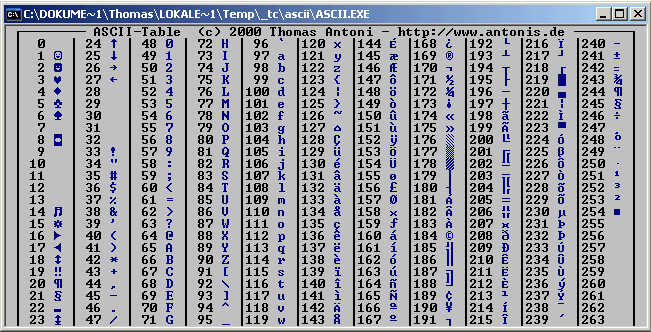 C:\DOKUME~1\Thomas\LOKALE~1\Temp\_tc\ascii\ASCII.EXE
ASCII-Table (c) 2000 Thomas Antoni - http://www.antonis.de
0 24 ↑ 48 0 72 H 96 ` 120 x 144 É 168 ¿ 192 └ 216 Ï 240 -
1 ☺ 25 ↓ 49 1 73 I 97 a 121 y 145 æ 169 ® 193 ┴ 217 ┘ 241 ±
2 ☻ 26 → 50 2 74 J 98 b 122 z 146 Æ 170 ¬ 194 ┬ 218 ┌ 242 ‗
3 ♥ 27 ← 51 3 75 K 99 c 123 { 147 ô 171 ½ 195 ├ 219 █ 243 ¾
4 ♦ 28 52 4 76 L 100 d 124 | 148 ö 172 ¼ 196 ─ 220 ▄ 244 ¶
5 ♣ 29 53 5 77 M 101 e 125 } 149 ò 173 ¡ 197 ┼ 221 ¦ 245 §
6 ♠ 30 54 6 78 N 102 f 126 ~ 150 û 174 « 198 ã 222 Ì 246 ÷
7 31 55 7 79 O 103 g 127 ⌂ 151 ù 175 » 199 Ã 223 ▀ 247 ¸
8 ◘ 32 56 8 80 P 104 h 128 Ç 152 ÿ 176 ░ 200 ╚ 224 Ó 248 °
9 33 ! 57 9 81 Q 105 i 129 ü 153 Ö 177 ▒ 201 ╔ 225 ß 249 ¨
10 34 " 58 : 82 R 106 j 130 é 154 Ü 178 ▓ 202 ╩ 226 Ô 250 ·
11 35 # 59 ; 83 S 107 k 131 â 155 ø 179 │ 203 ╦ 227 Ò 251 ¹
12 36 $ 60 < 84 T 108 l 132 ä 156 £ 180 ┤ 204 ╠ 228 õ 252 ³
13 37 % 61 = 85 U 109 m 133 à 157 Ø 181 Á 205 ═ 229 Õ 253 ²
14 ♫ 38 & 62 > 86 V 110 n 134 å 158 × 182 Â 206 ╬ 230 µ 254 ■
15 ☼ 39 ' 63 ? 87 W 111 o 135 ç 159 ƒ 183 À 207 ¤ 231 þ 255
16 ► 40 ( 64 @ 88 X 112 p 136 ê 160 á 184 © 208 ð 232 Þ 256
17 ◄ 41 ) 65 A 89 Y 113 q 137 ë 161 í 185 ╣ 209 Ð 233 Ú 257
18 ↕ 42 * 66 B 90 Z 114 r 138 è 162 ó 186 ║ 210 Ê 234 Û 258
19 ‼ 43 + 67 C 91 [ 115 s 139 ï 163 ú 187 ╗ 211 Ë 235 Ù 259
20 ¶ 44 , 68 D 92 \ 116 t 140 î 164 ñ 188 ╝ 212 È 236 ý 260
21 § 45 - 69 E 93 ] 117 u 141 ì 165 Ñ 189 ¢ 213 ı 237 Ý 261
22 ▬ 46 . 70 F 94 ^ 118 v 142 Ä 166 ª 190 ¥ 214 Í 238 ¯ 262
23 ↨ 47 / 71 G 95 _ 119 w 143 Å 167 º 191 ┐ 215 Î 239 ´ 263